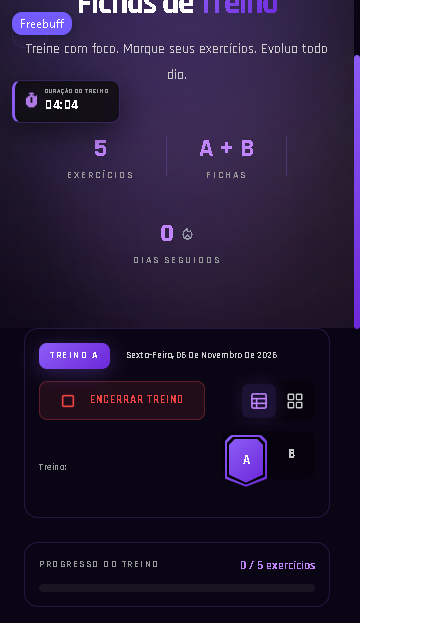 Fichas de Treino
Freebuff
Treine com foco. Marque seus exercícios. Evolua todo
dia.
DURAÇÃO DO TREINO
04:04
5
EXERCÍCIOS
A + B
FICHAS
0
DIAS SEGUIDOS
TREINO A
Sexta-Feira, 06 De Novembro De 2026
ENCERRAR TREINO
Treino:
A
B
PROGRESSO DO TREINO
0 / 5 exercícios